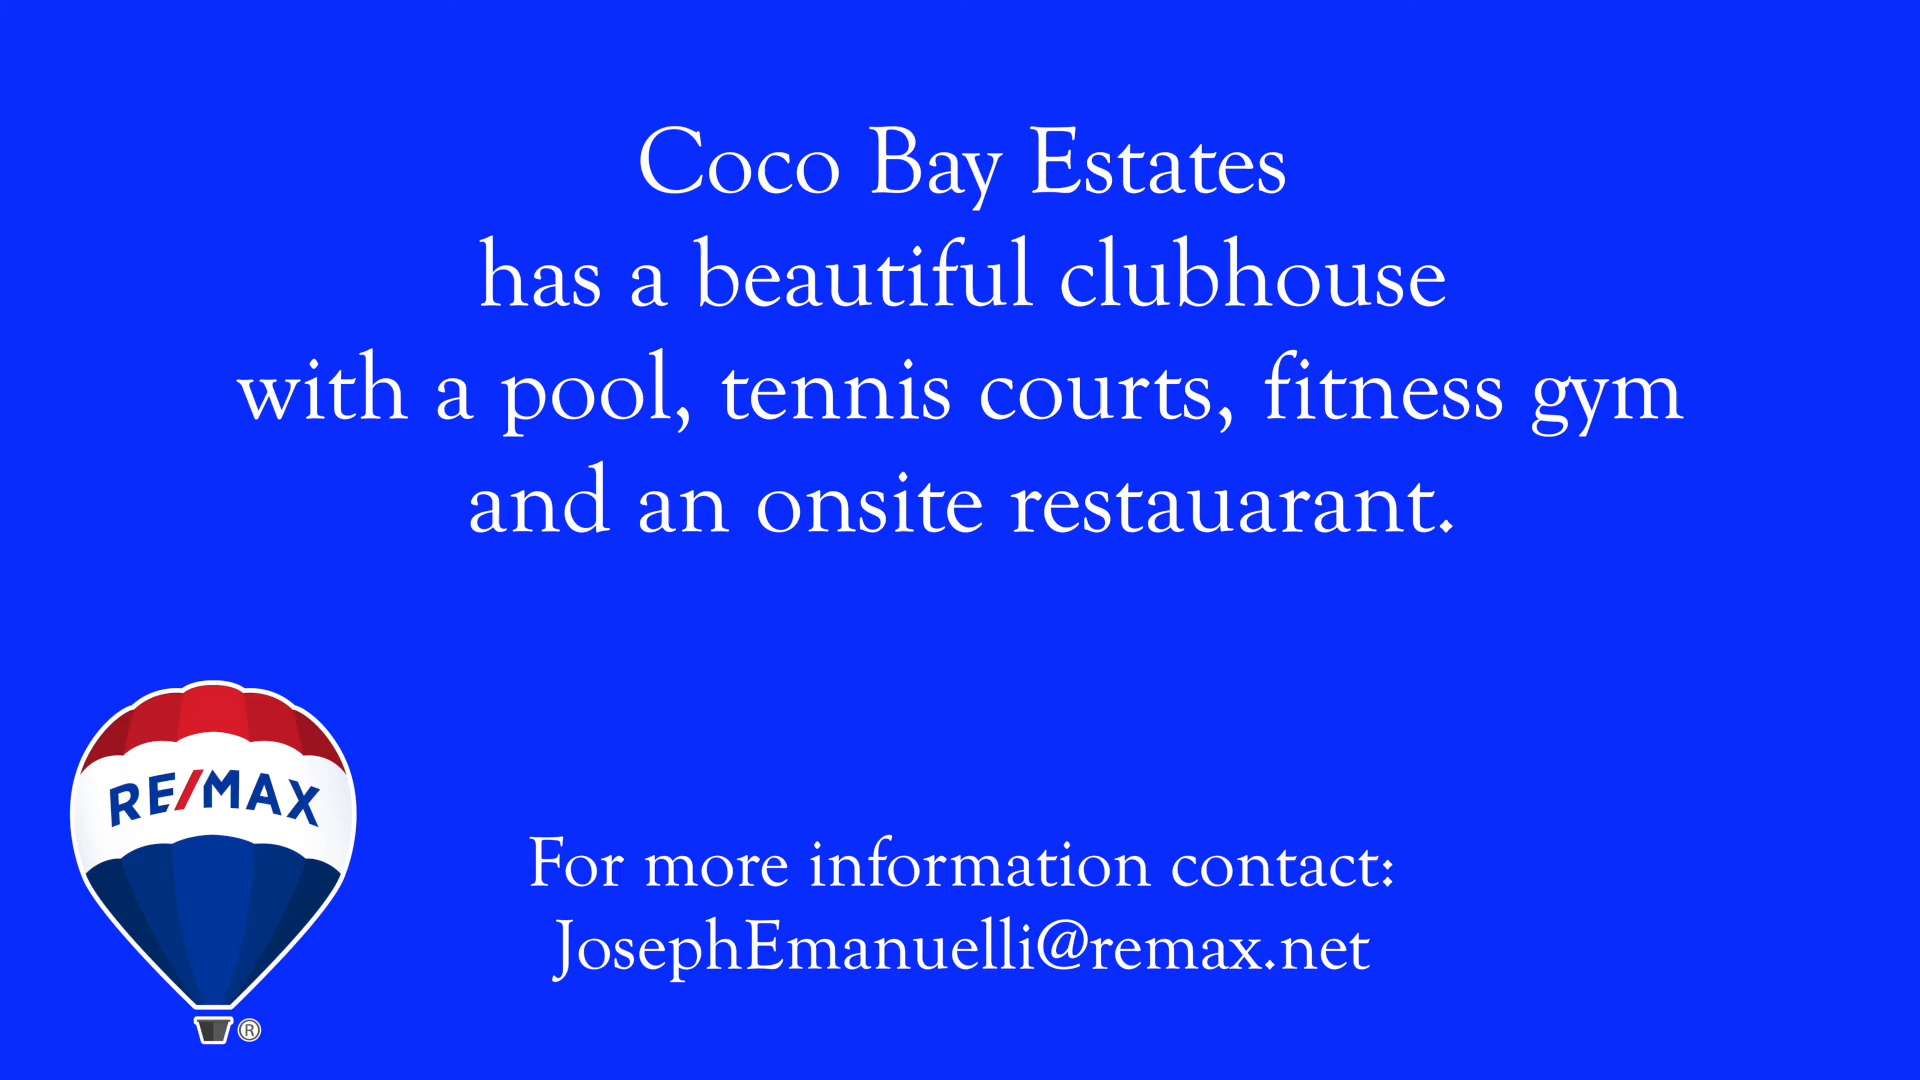 Coco Bay Estates
has a beautiful clubhouse
with a pool, tennis courts, fitness gym
and an onsite restauarant.
RE/MAX
®
For more information contact:
JosephEmanuelli@remax.net